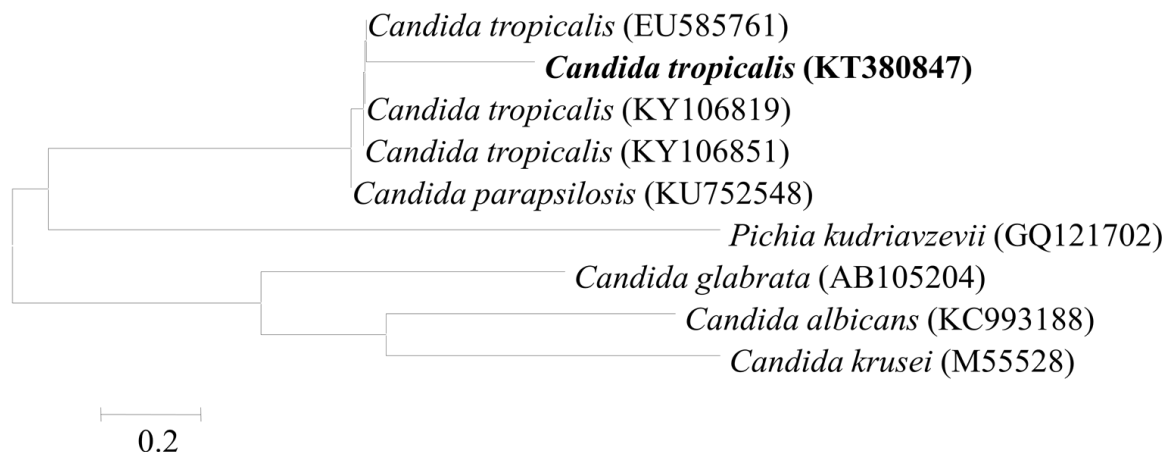 Candida tropicalis (EU585761)
Candida tropicalis (KT380847)
Candida tropicalis (KY106819)
Candida tropicalis (KY106851)
Candida parapsilosis (KU752548)
Pichia kudriavzevii (GQ121702)
Candida glabrata (AB105204)
Candida albicans (KC993188)
Candida krusei (M55528)
0.2